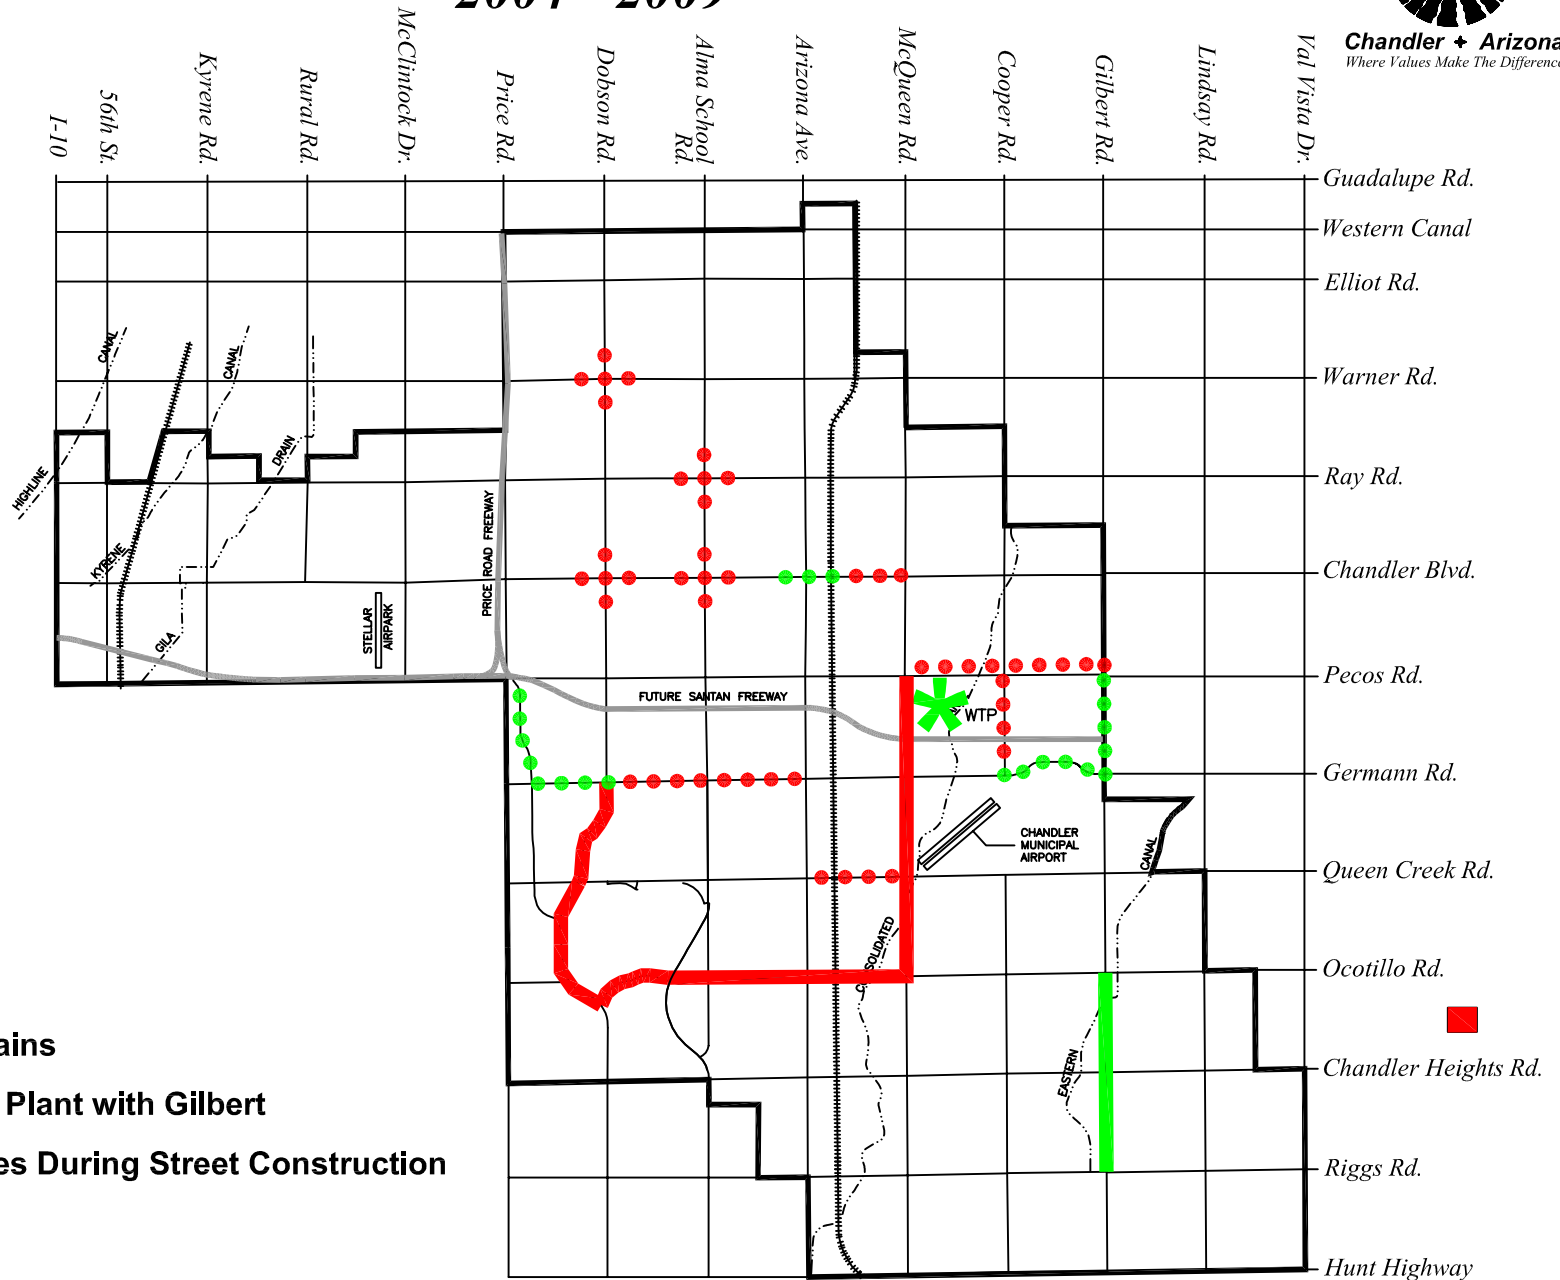 2004 - 2009
Chandler + Arizona
Where Values Make The Difference
I-10
56th St.
Kyrene Rd.
Rural Rd.
McClintock Dr.
Price Rd.
Dobson Rd.
Alma School
Rd.
Arizona Ave.
McQueen Rd.
Cooper Rd.
Gilbert Rd.
Lindsay Rd.
Val Vista Dr.
Guadalupe Rd.
Western Canal
Elliot Rd.
Warner Rd.
Ray Rd.
Chandler Blvd.
Pecos Rd.
Germann Rd.
Queen Creek Rd.
Ocotillo Rd.
Chandler Heights Rd.
Riggs Rd.
Hunt Highway
HIGHLINE
CANAL
KYRENE
CANAL
GILA
DRAIN
STELLAR
AIRPARK
PRICE ROAD FREEWAY
FUTURE SANTAN FREEWAY
WTP
CHANDLER
MUNICIPAL
AIRPORT
CANAL
EASTERN
ains
Plant with Gilbert
es During Street Construction